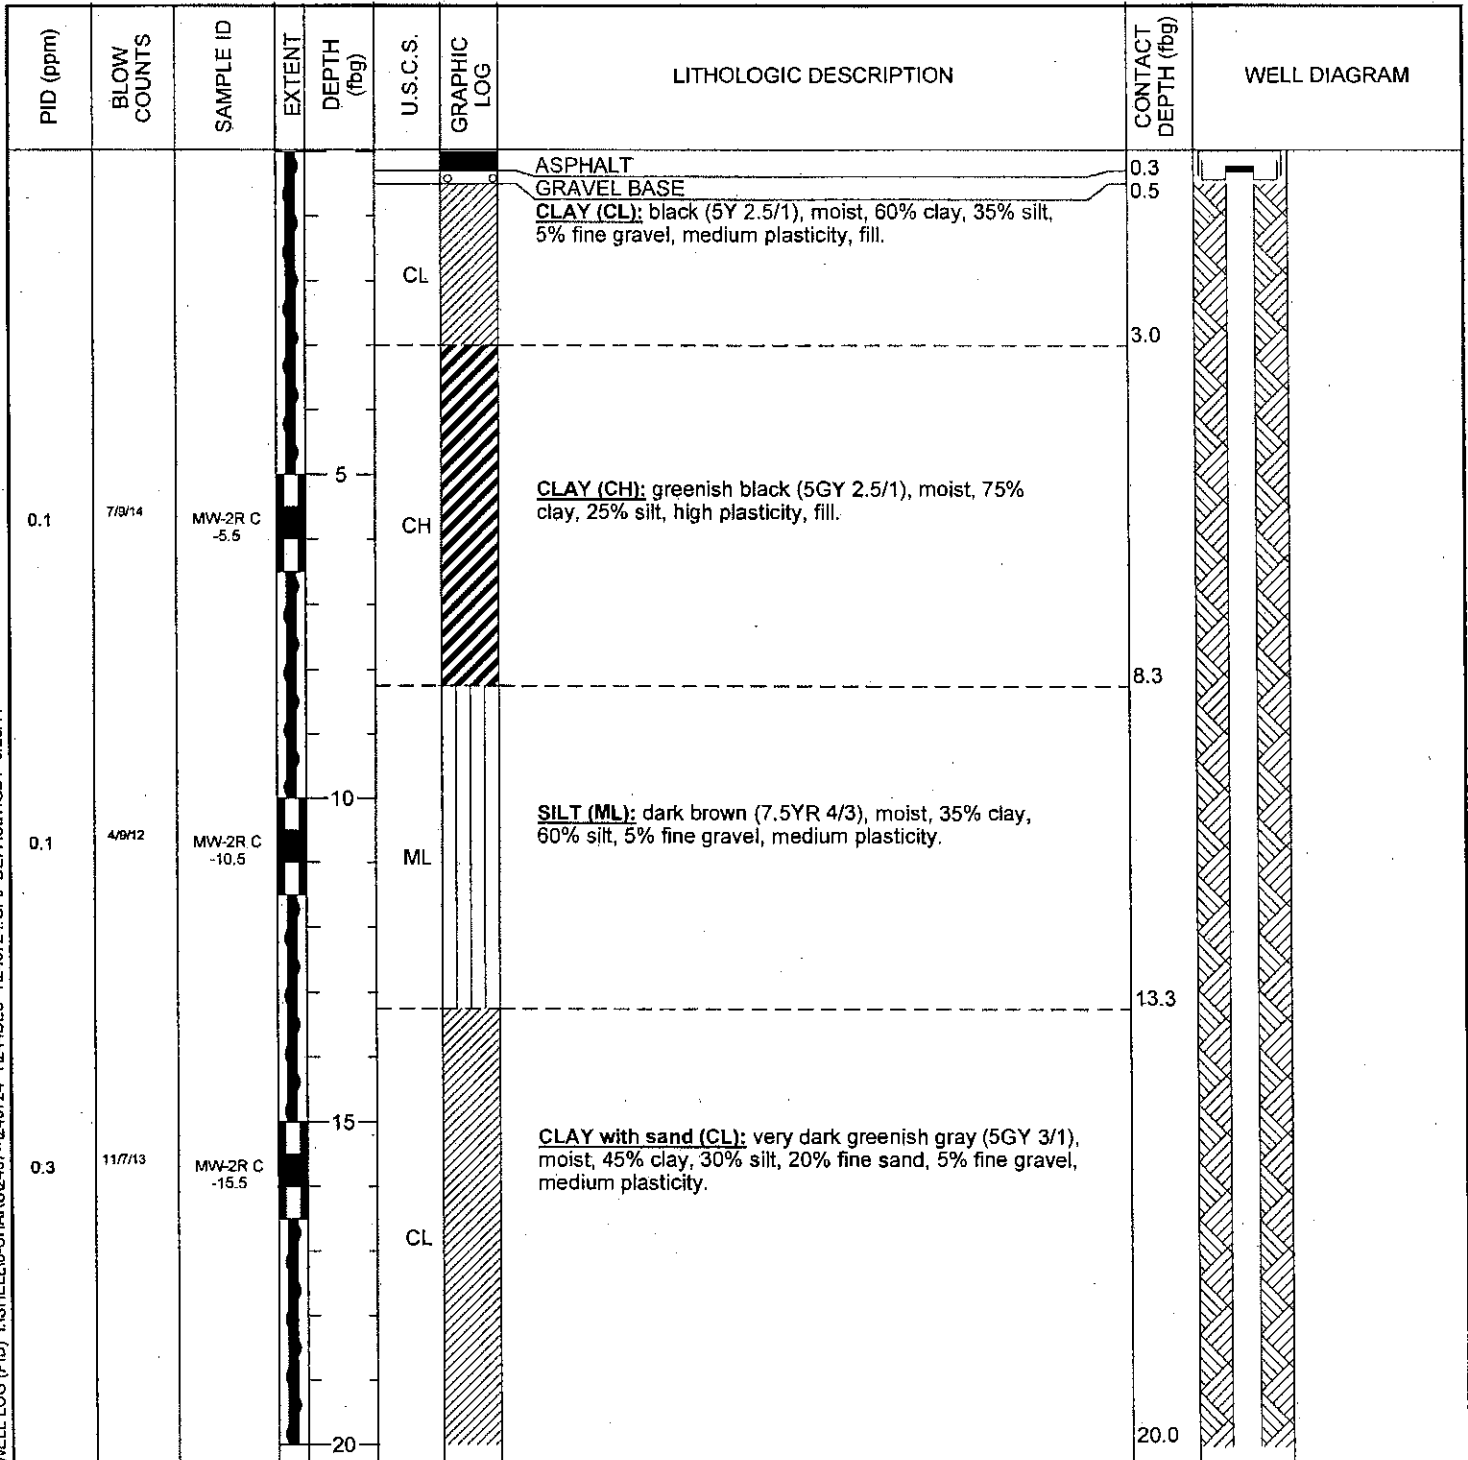 PID (ppm)
BLOW
COUNTS
SAMPLE ID
EXTENT
DEPTH
(fbg)
U.S.C.S.
GRAPHIC
LOG
LITHOLOGIC DESCRIPTION
CONTACT
DEPTH (fbg)
WELL DIAGRAM
ASPHALT
0.3
GRAVEL BASE
0.5
CLAY (CL): black (5Y 2.5/1), moist, 60% clay, 35% silt,
5% fine gravel, medium plasticity, fill.
CL
3.0
5
CLAY (CH): greenish black (5GY 2.5/1), moist, 75%
clay, 25% silt, high plasticity, fill.
0.1
7/9/14
MW-2R C
-5.5
CH
8.3
10
SILT (ML): dark brown (7.5YR 4/3), moist, 35% clay,
60% silt, 5% fine gravel, medium plasticity.
0.1
4/9/12
MW-2R C
-10.5
ML
13.3
15
CLAY with sand (CL): very dark greenish gray (5GY 3/1),
moist, 45% clay, 30% silt, 20% fine sand, 5% fine gravel,
medium plasticity.
0.3
11/7/13
MW-2R C
-15.5
CL
20
20.0
WELL LOG (PID)